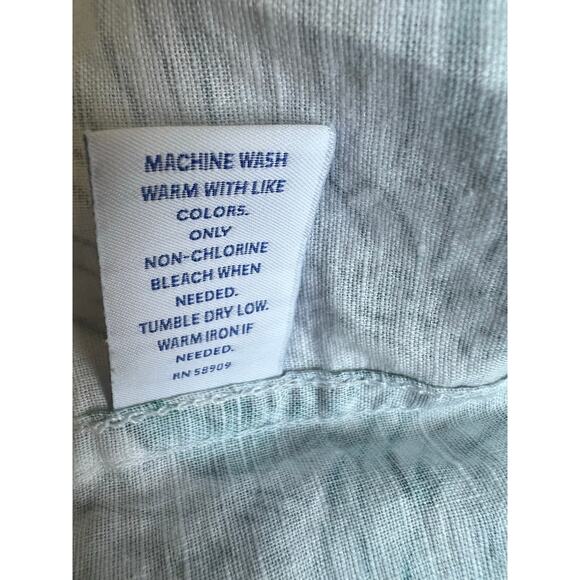 MACHINE WASH
WARM WITH LIKE
COLORS.
ONLY
NON-CHLORINE
BLEACH WHEN
NEEDED.
TUMBLE DRY LOW.
WARM IRON IF
NEEDED.
RN 58909